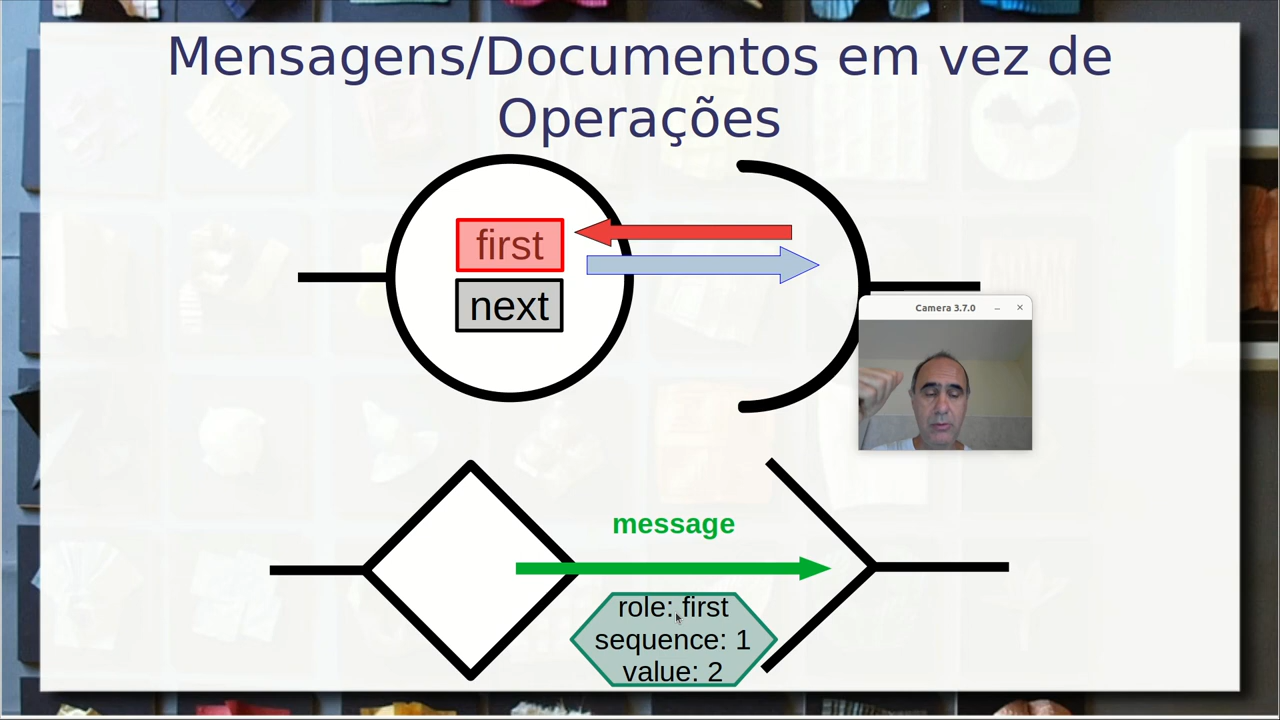 Mensagens/Documentos em vez de
Operações
first
next
Camera 3.7.0
message
role: first
sequence: 1
value: 2